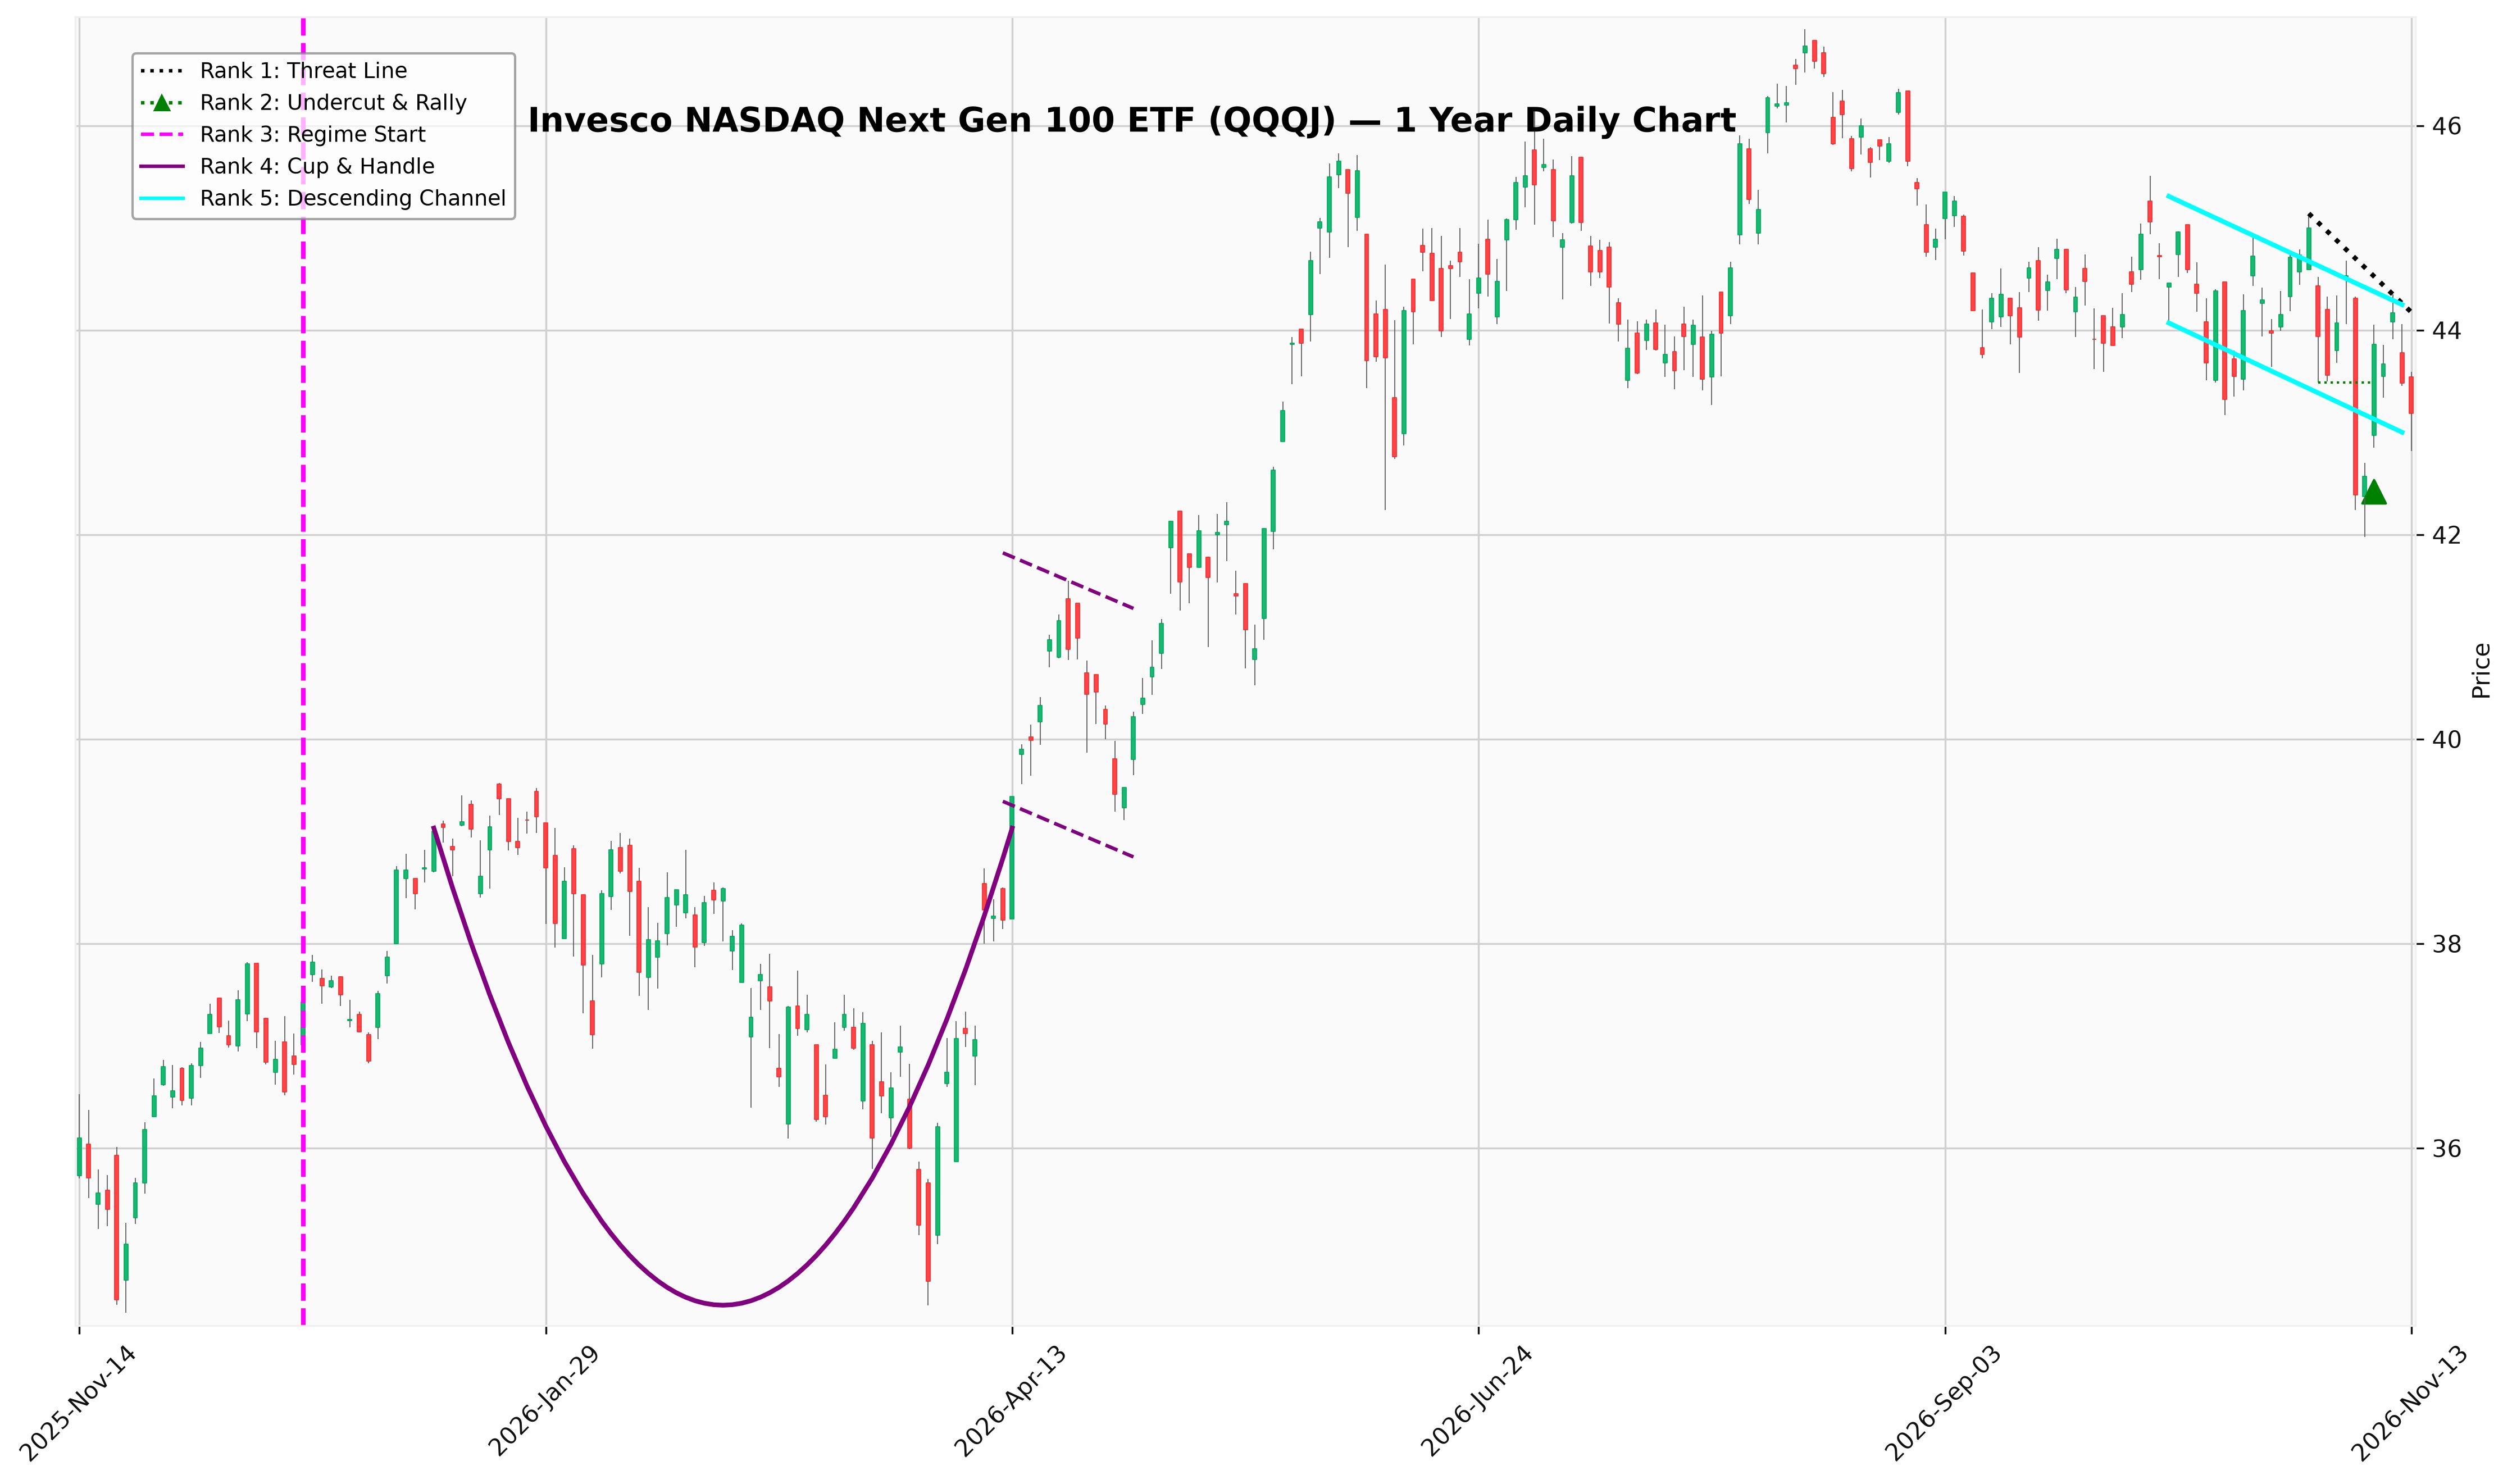 Invesco NASDAQ Next Gen 100 ETF (QQQJ) — 1 Year Daily Chart
Rank 1: Threat Line
Rank 2: Undercut & Rally
Rank 3: Regime Start
Rank 4: Cup & Handle
Rank 5: Descending Channel
46
44
42
40
38
36
Price
2025-Nov-14
2026-Jan-29
2026-Apr-13
2026-Jun-24
2026-Sep-03
2026-Nov-13